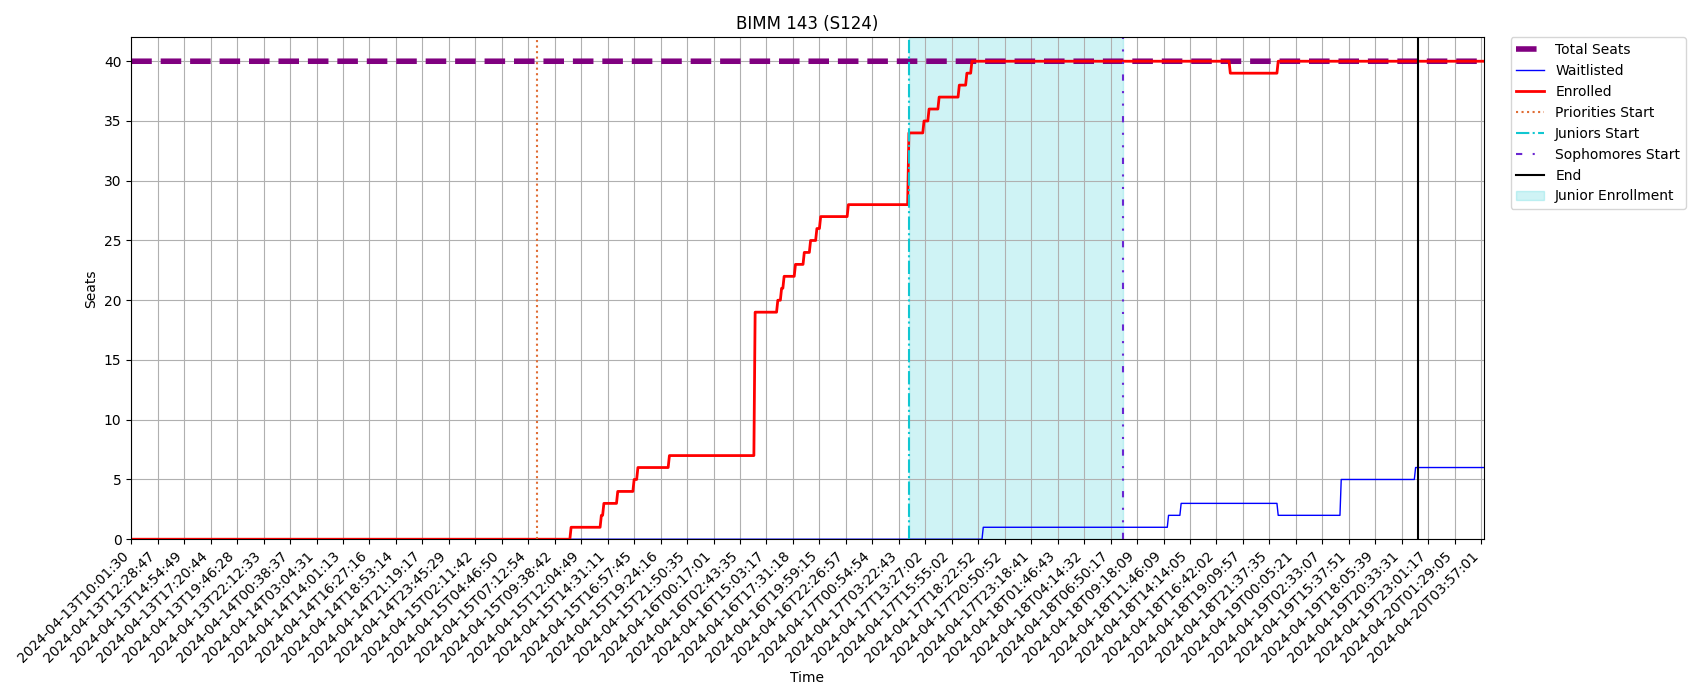 BIMM 143 (S124)
Total Seats
Waitlisted
Enrolled
Priorities Start
Juniors Start
Sophomores Start
End
Junior Enrollment
Seats
40
35
30
25
20
15
10
5
0
2024-04-13T10:01:30
2024-04-13T12:28:47
2024-04-13T14:54:49
2024-04-13T17:20:44
2024-04-13T19:46:28
2024-04-13T22:12:33
2024-04-14T00:38:37
2024-04-14T03:04:31
2024-04-14T14:01:13
2024-04-14T16:27:16
2024-04-14T18:53:14
2024-04-14T21:19:17
2024-04-14T23:45:29
2024-04-15T02:11:42
2024-04-15T04:46:50
2024-04-15T07:12:54
2024-04-15T09:38:42
2024-04-15T12:04:49
2024-04-15T14:31:11
2024-04-15T16:57:45
2024-04-15T19:24:16
2024-04-15T21:50:35
2024-04-16T00:17:01
2024-04-16T02:43:35
2024-04-16T15:03:17
2024-04-16T17:31:18
2024-04-16T19:59:15
2024-04-16T22:26:57
2024-04-17T00:54:54
2024-04-17T03:22:43
2024-04-17T13:27:02
2024-04-17T15:55:02
2024-04-17T18:22:52
2024-04-17T20:50:52
2024-04-17T23:18:41
2024-04-18T01:46:43
2024-04-18T04:14:32
2024-04-18T06:50:17
2024-04-18T09:18:09
2024-04-18T11:46:09
2024-04-18T14:14:05
2024-04-18T16:42:02
2024-04-18T19:09:57
2024-04-18T21:37:35
2024-04-19T00:05:21
2024-04-19T02:33:07
2024-04-19T15:37:51
2024-04-19T18:05:39
2024-04-19T20:33:31
2024-04-19T23:01:17
2024-04-20T01:29:05
2024-04-20T03:57:01
Time